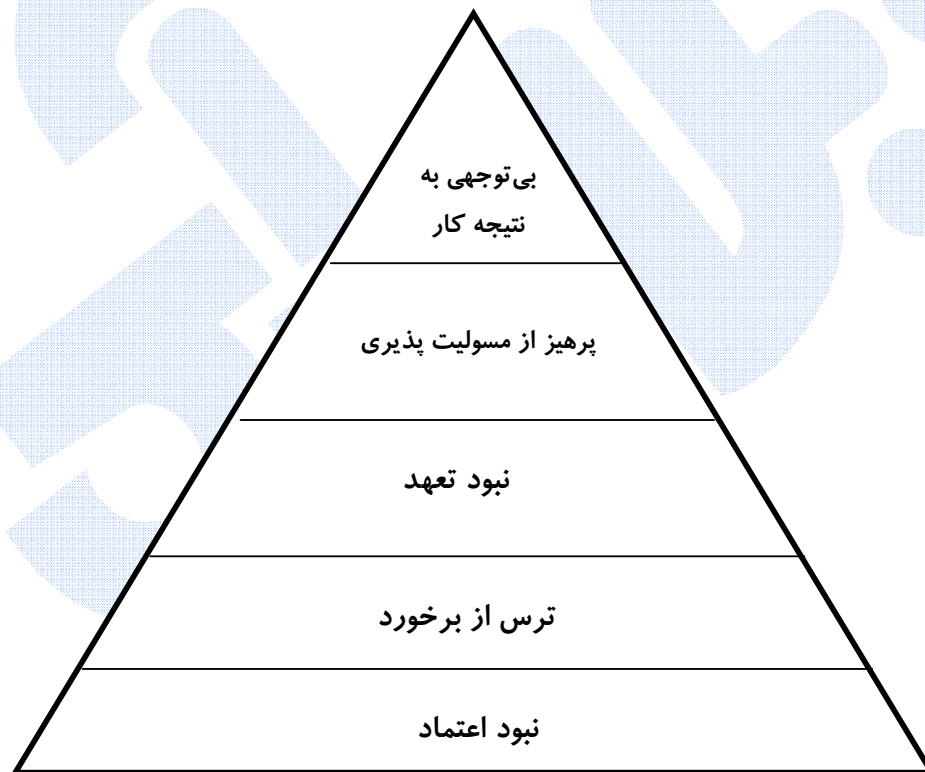 بی‌توجهی به
نتیجه کار
پرهیز از مسولیت پذیری
نبود تعهد
ترس از برخورد
نبود اعتماد